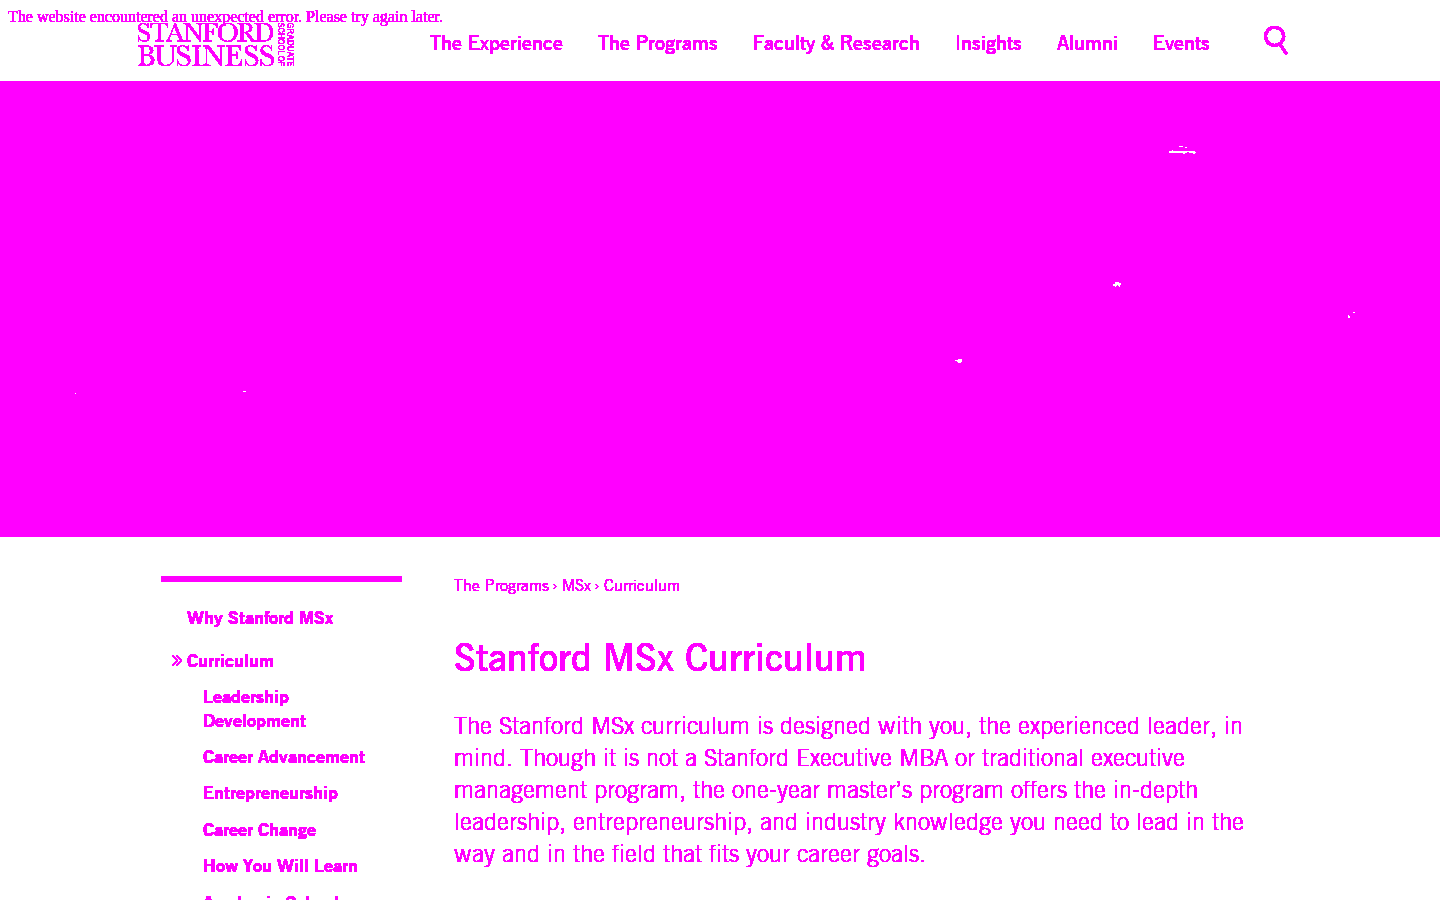 The website encountered an unexpected error. Please try again later.
STANFORD
BUSINESS
GRADUATE
SCHOOL OF
The Experience
The Programs
Faculty & Research
Insights
Alumni
Events
The Programs › MSx › Curriculum
Why Stanford MSx
» Curriculum
Leadership
Development
Career Advancement
Entrepreneurship
Career Change
How You Will Learn
Stanford MSx Curriculum
The Stanford MSx curriculum is designed with you, the experienced leader, in
mind. Though it is not a Stanford Executive MBA or traditional executive
management program, the one-year master’s program offers the in-depth
leadership, entrepreneurship, and industry knowledge you need to lead in the
way and in the field that fits your career goals.